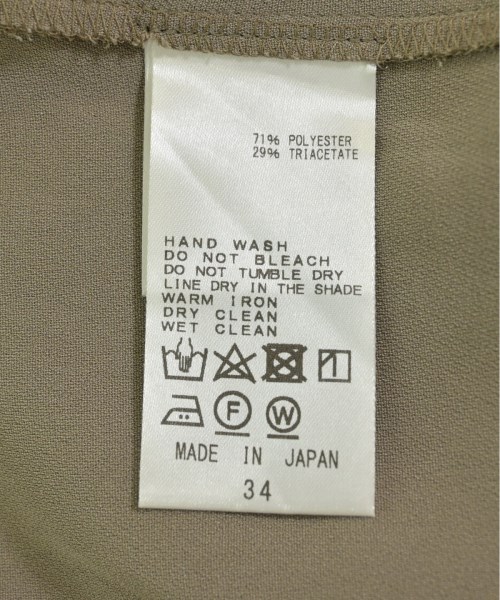 71% POLYESTER
29% TRIACETATE
HAND WASH
DO NOT BLEACH
DO NOT TUMBLE DRY
LINE DRY IN THE SHADE
WARM IRON
DRY CLEAN
WET CLEAN
F W
MADE IN JAPAN
34